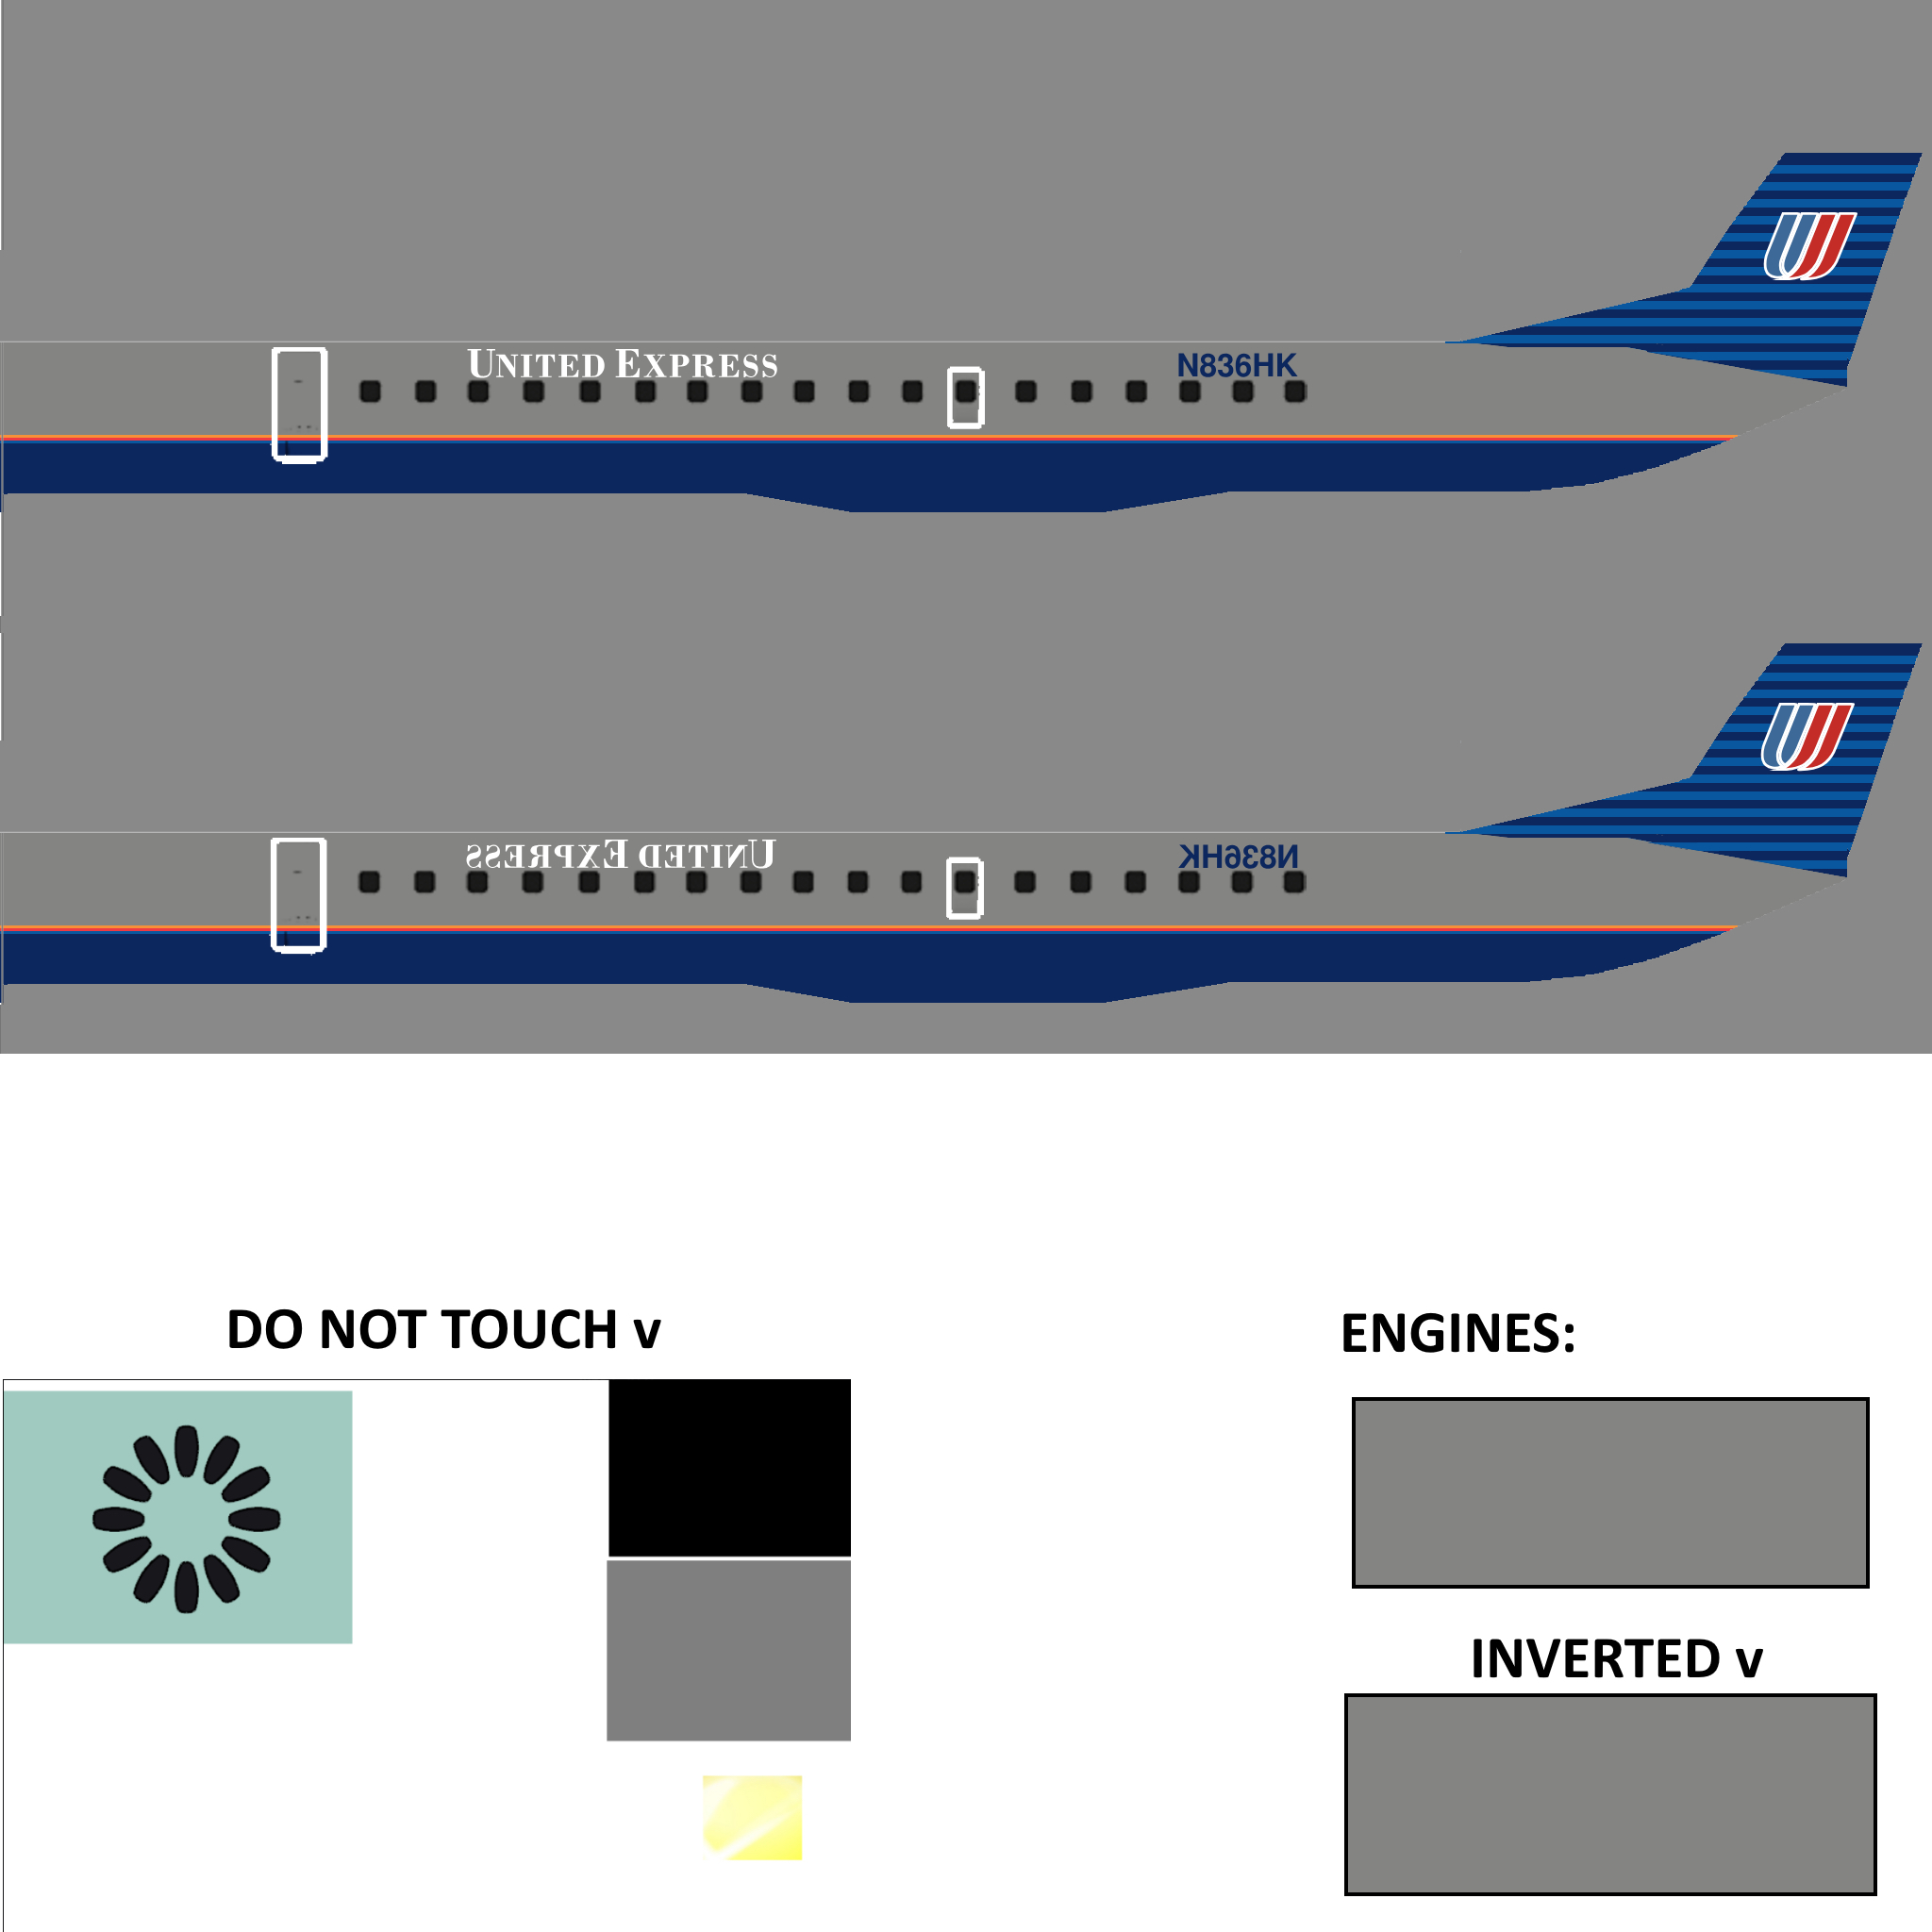 UNITED EXPRESS
N836HK
UNITED EXPRESS
N836HK
DO NOT TOUCH v
ENGINES:
INVERTED v